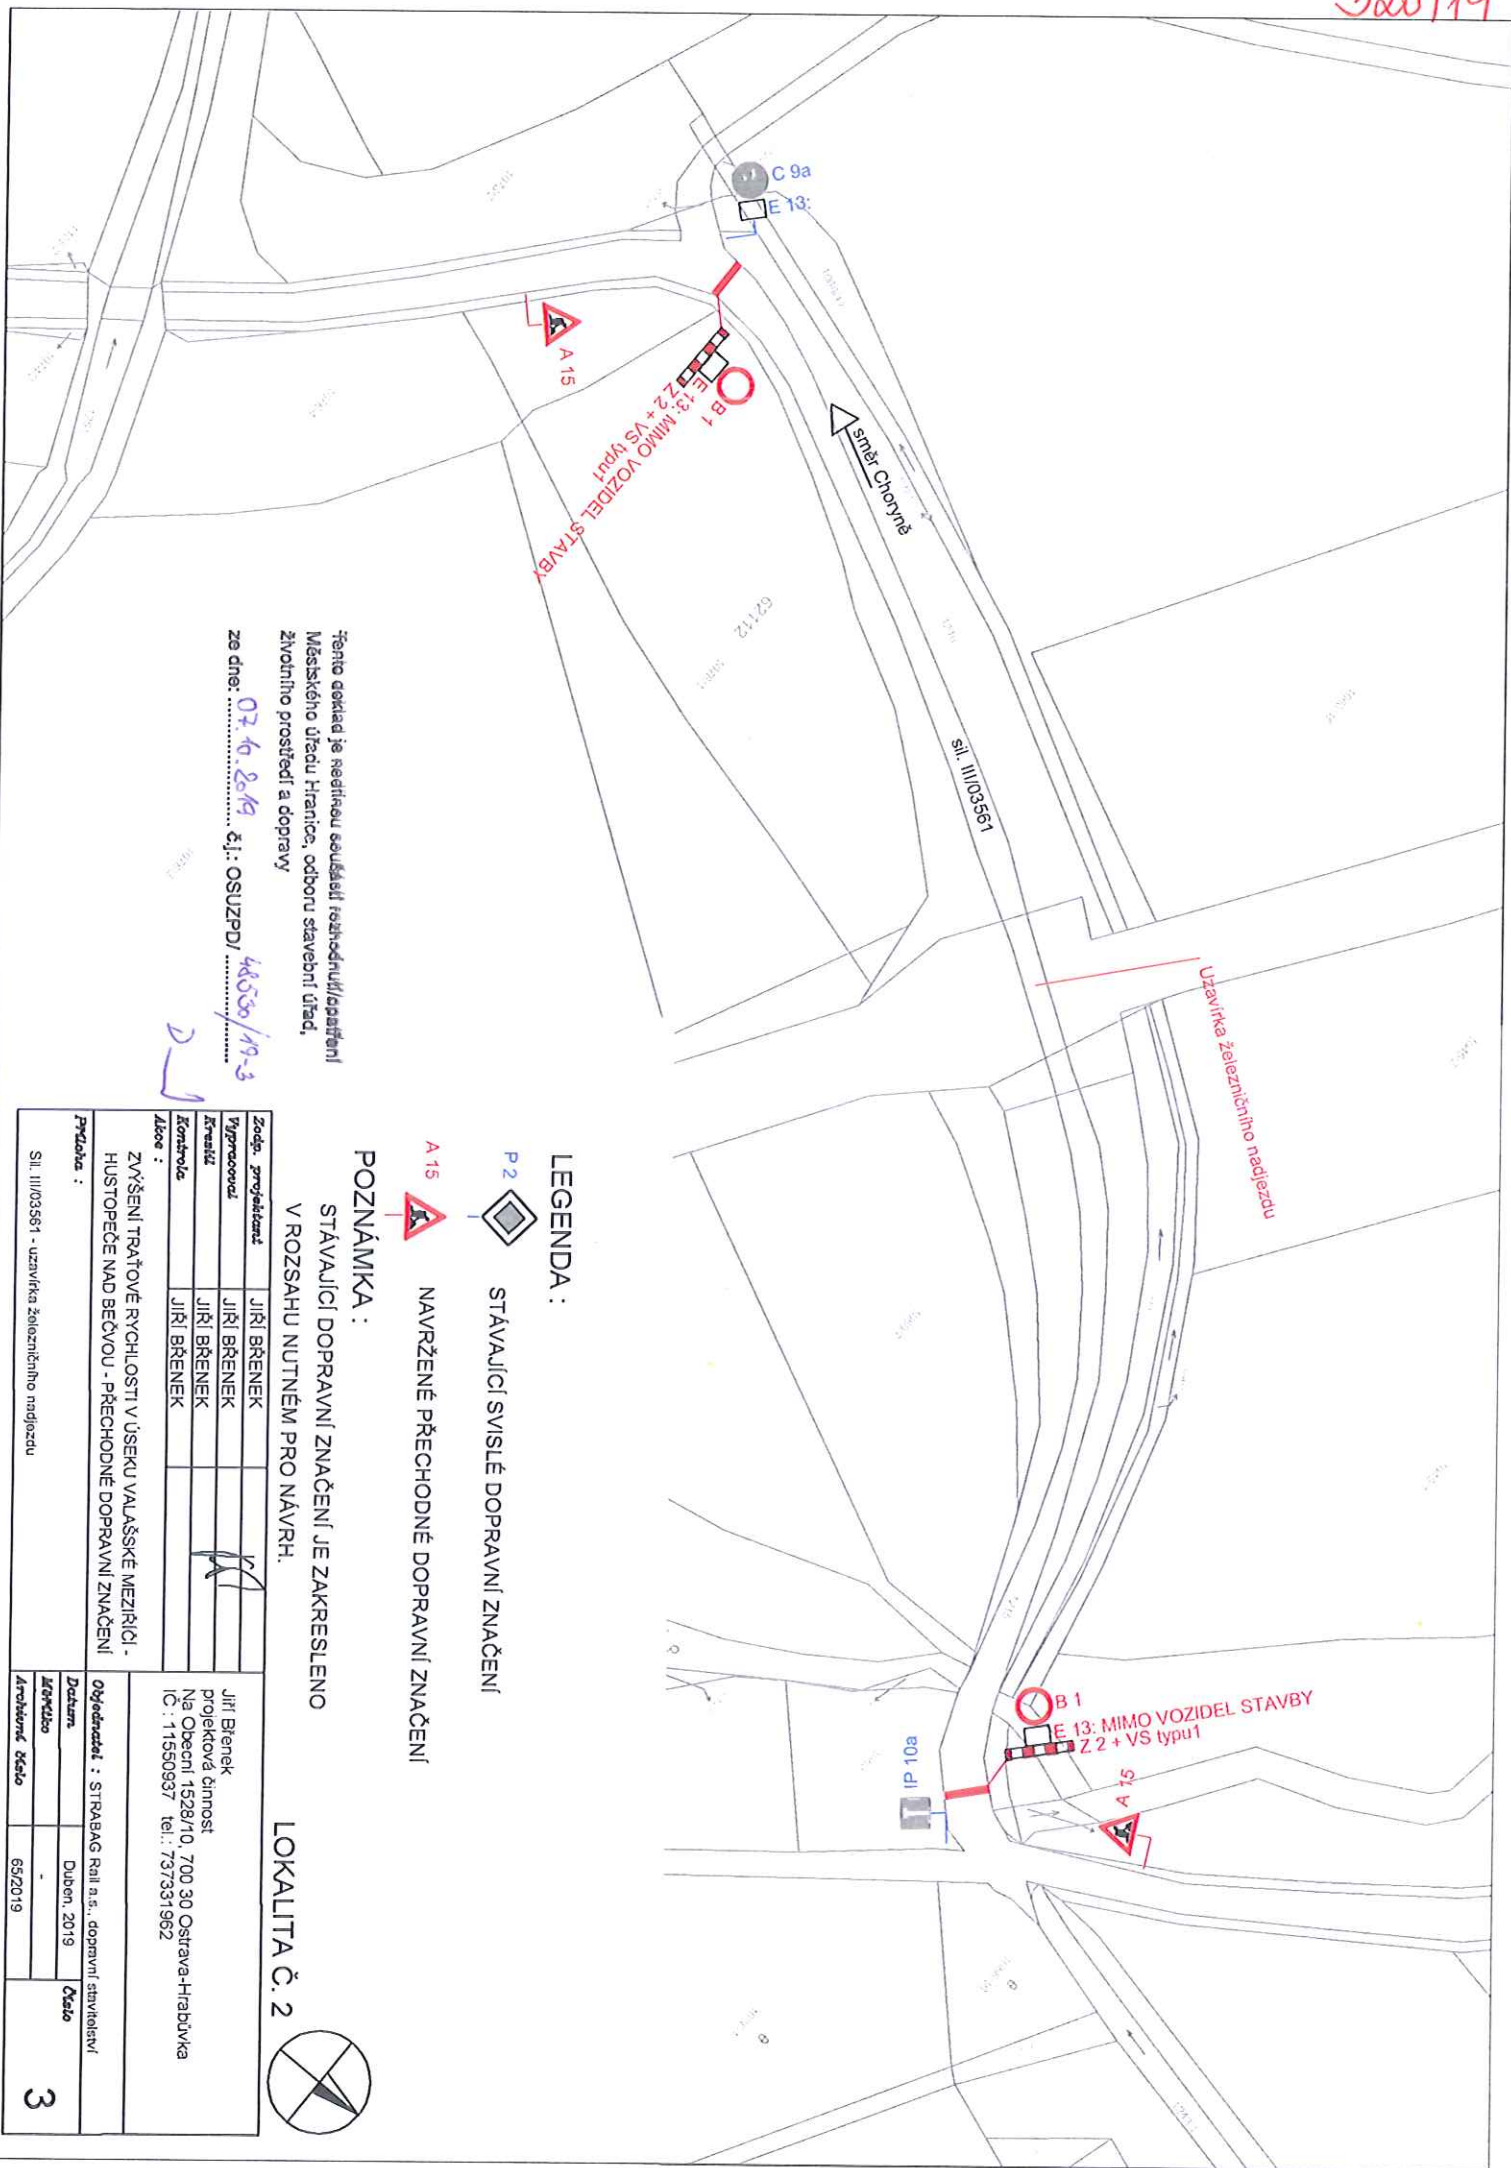 C 9a
E 13:
A 15
B 1
E 13: MIMO VOZIDEL STAVBY
Z 2 + VS typu1
směr Choryně
62112
sil. III/03561
Uzavírka železničního nadjezdu
B 1
E 13: MIMO VOZIDEL STAVBY
Z 2 + VS typu1
A 15
IP 10a
LEGENDA :
P 2
STÁVAJÍCÍ SVISLÉ DOPRAVNÍ ZNAČENÍ
A 15
NAVRŽENÉ PŘECHODNÉ DOPRAVNÍ ZNAČENÍ
POZNÁMKA :
STÁVAJÍCÍ DOPRAVNÍ ZNAČENÍ JE ZAKRESLENO
V ROZSAHU NUTNÉM PRO NÁVRH.
Tento doklad je nedílnou součástí rozhodnutí/opatření
Městského úřadu Hranice, odboru stavební úřad,
životního prostředí a dopravy
ze dne: 07.10.2019 č.j.: OSUZPD/ 48530/19-3
LOKALITA Č. 2
Zodp. projektant JIŘÍ BŘENEK
Vypracoval JIŘÍ BŘENEK
Kreslil JIŘÍ BŘENEK
Kontrola JIŘÍ BŘENEK
Jiří Břenek
projektová činnost
Na Obecní 1528/10, 700 30 Ostrava-Hrabůvka
IČ : 11550937 tel.: 737331962
Akce :
ZVÝŠENÍ TRAŤOVÉ RYCHLOSTI V ÚSEKU VALAŠSKÉ MEZIŘÍČÍ -
HUSTOPEČE NAD BEČVOU - PŘECHODNÉ DOPRAVNÍ ZNAČENÍ
Objednatel : STRABAG Rail a.s., dopravní stavitelství
Příloha :
Sil. III/03561 - uzavírka železničního nadjezdu
Datum Duben, 2019
Měřítko -
Archivní číslo 65/2019
Číslo
3